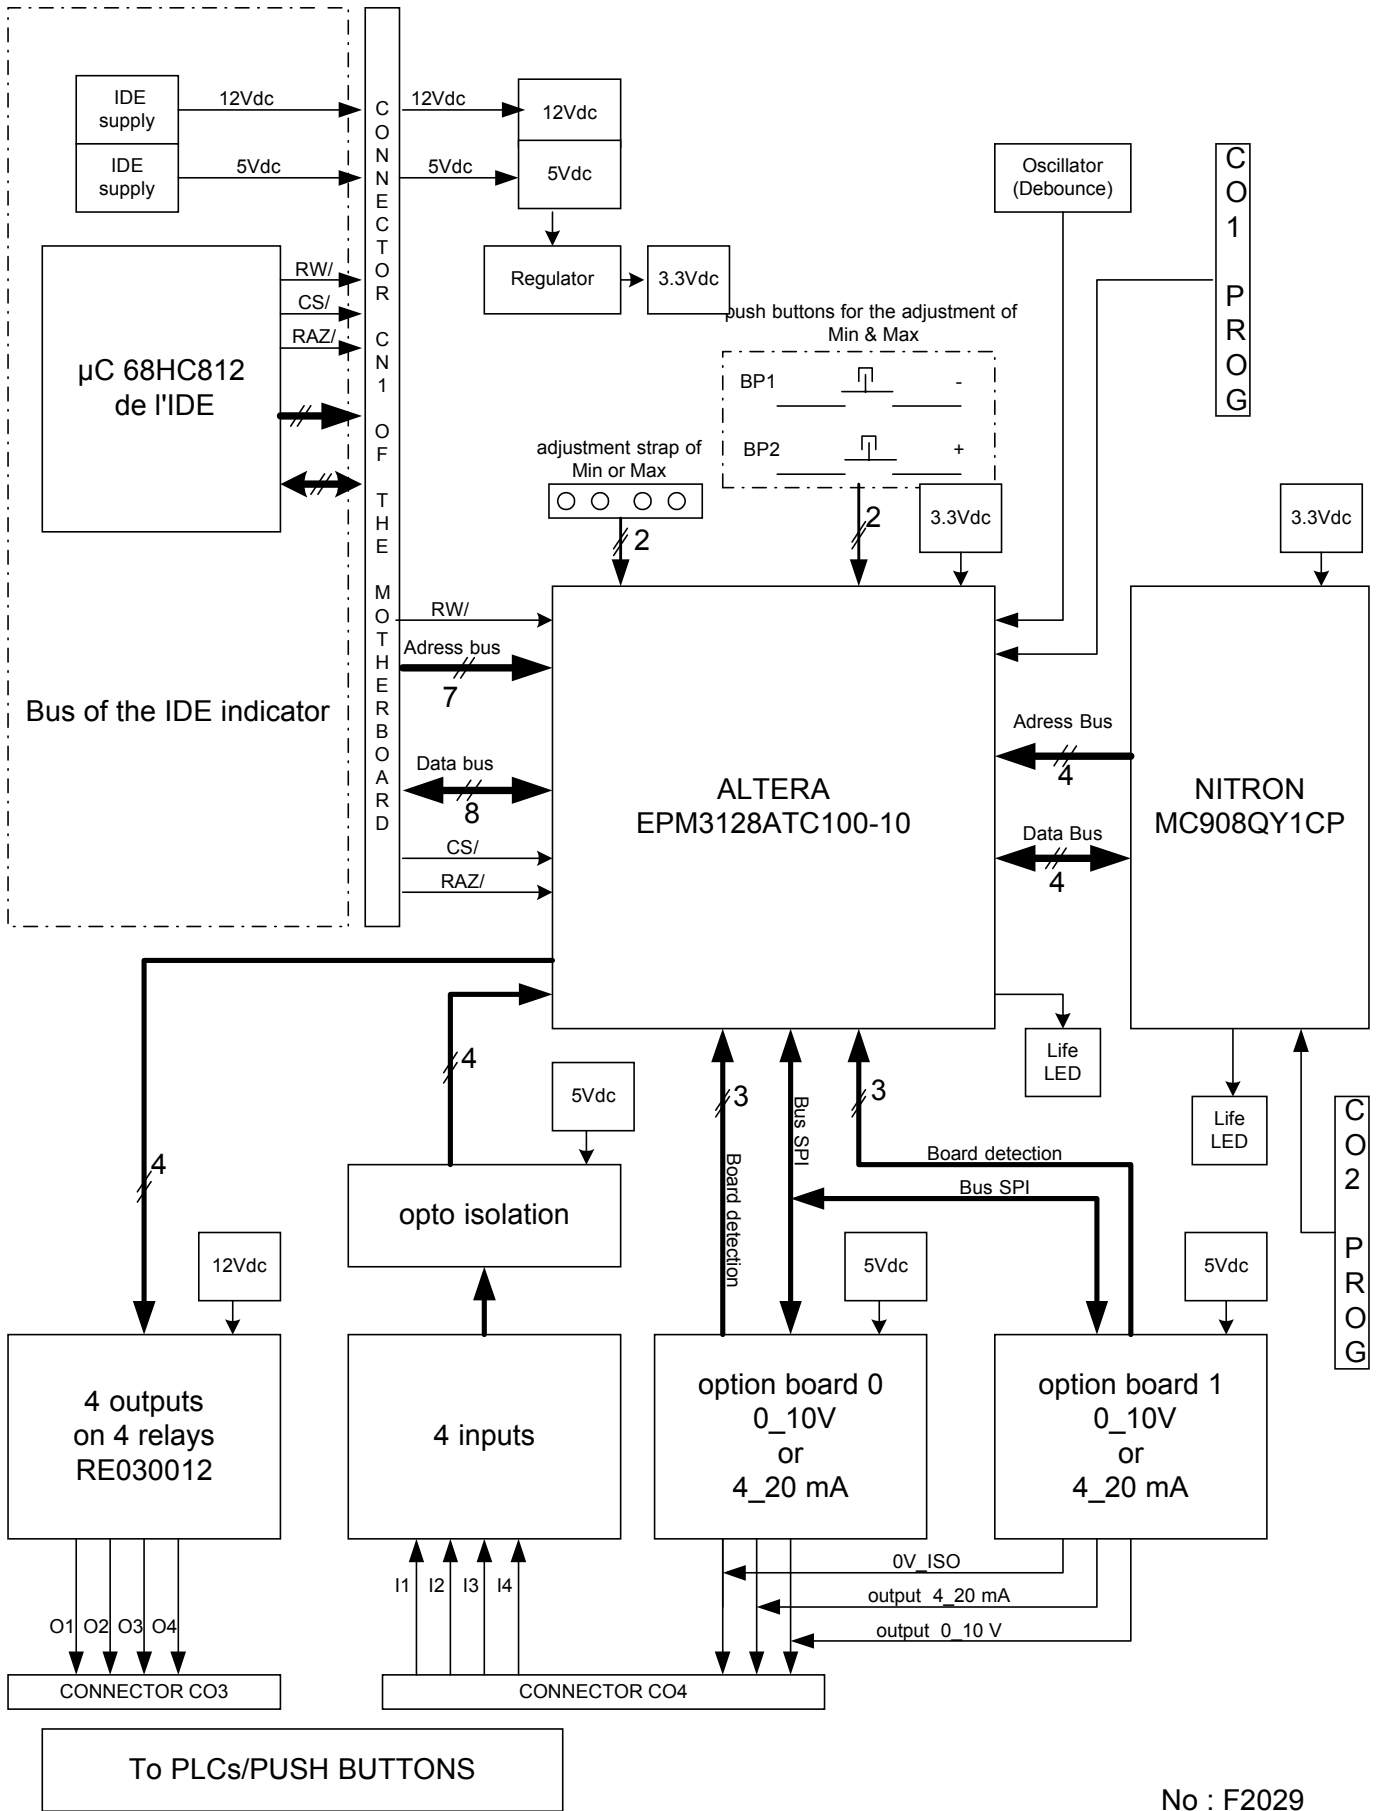 IDE
supply
12Vdc
12Vdc
12Vdc
IDE
supply
5Vdc
5Vdc
5Vdc
CONNECTOR CN1 OF THE MOTHERBOARD
Oscillator
(Debounce)
CO1 PROG
Regulator
3.3Vdc
RW/
CS/
RAZ/
µC 68HC812
de l'IDE
push buttons for the adjustment of
Min & Max
BP1
-
BP2
+
adjustment strap of
Min or Max
2
2
3.3Vdc
3.3Vdc
RW/
Adress bus
7
Bus of the IDE indicator
Data bus
8
CS/
RAZ/
ALTERA
EPM3128ATC100-10
Adress Bus
4
Data Bus
4
NITRON
MC908QY1CP
Life
LED
Life
LED
CO2 PROG
4
4
5Vdc
opto isolation
3
Board detection
Bus SPI
3
Board detection
Bus SPI
12Vdc
5Vdc
5Vdc
4 outputs
on 4 relays
RE030012
4 inputs
option board 0
0_10V
or
4_20 mA
option board 1
0_10V
or
4_20 mA
0V_ISO
output 4_20 mA
output 0_10 V
I1
I2
I3
I4
O1
O2
O3
O4
CONNECTOR CO3
CONNECTOR CO4
To PLCs/PUSH BUTTONS
No : F2029